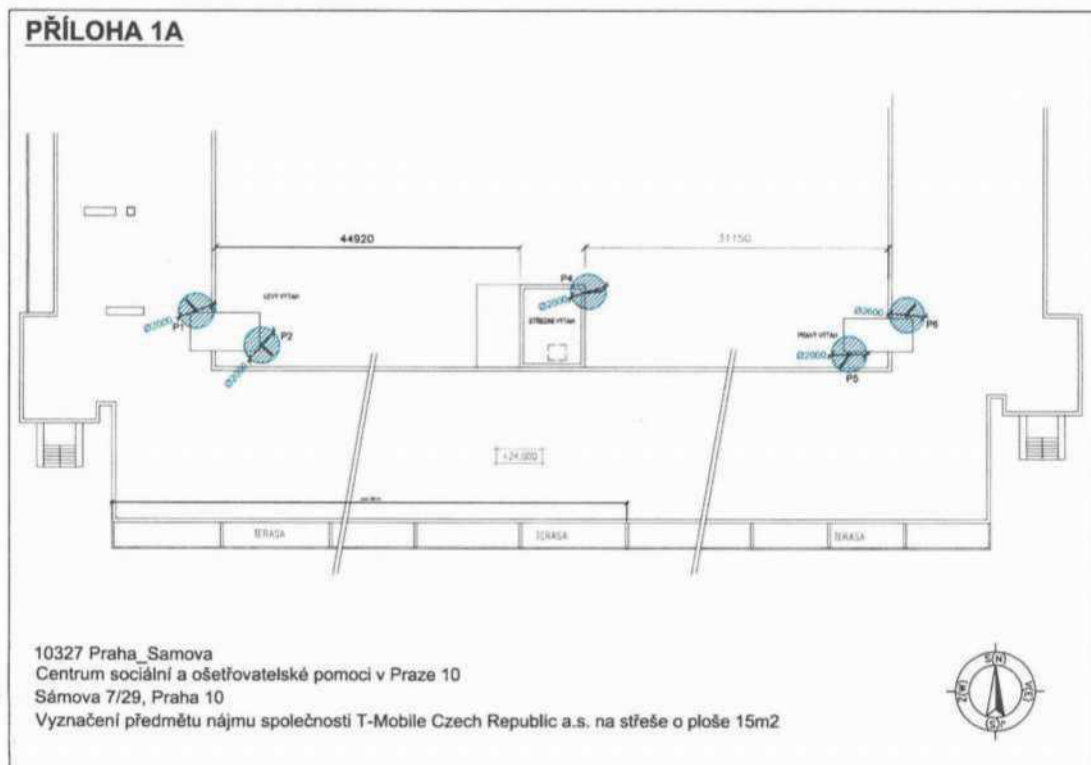 PŘÍLOHA 1A
44920
31150
P4
Ø2000
LEVÝ VÝTAH
STŘEDNÍ VÝTAH
Ø2000
P1
P2
Ø2000
Ø2600
PRAVÝ VÝTAH
P6
Ø2000
P5
+24,000
TERASA
TERASA
TERASA
10327 Praha_Samova
Centrum sociální a ošetřovatelské pomoci v Praze 10
Sámova 7/29, Praha 10
Vyznačení předmětu nájmu společnosti T-Mobile Czech Republic a.s. na střeše o ploše 15m2
S(N)
Z(W)
V(E)
J(S)